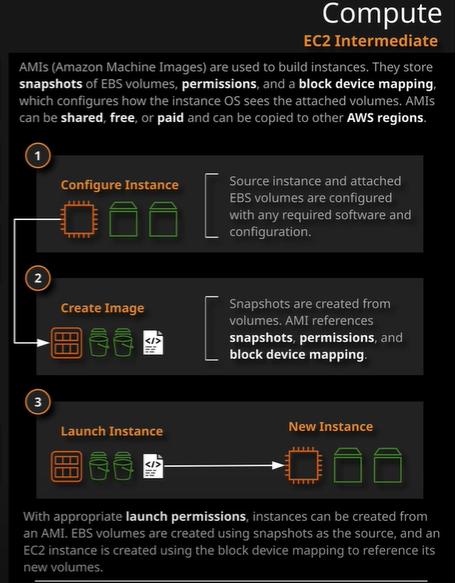 Compute
EC2 Intermediate
AMIs (Amazon Machine Images) are used to build instances. They store
snapshots of EBS volumes, permissions, and a block device mapping,
which configures how the instance OS sees the attached volumes. AMIs
can be shared, free, or paid and can be copied to other AWS regions.
1
Configure Instance
Source instance and attached
EBS volumes are configured
with any required software and
configuration.
2
Create Image
Snapshots are created from
volumes. AMI references
snapshots, permissions, and
block device mapping.
</>
3
Launch Instance
New Instance
</>
With appropriate launch permissions, instances can be created from
an AMI. EBS volumes are created using snapshots as the source, and an
EC2 instance is created using the block device mapping to reference its
new volumes.